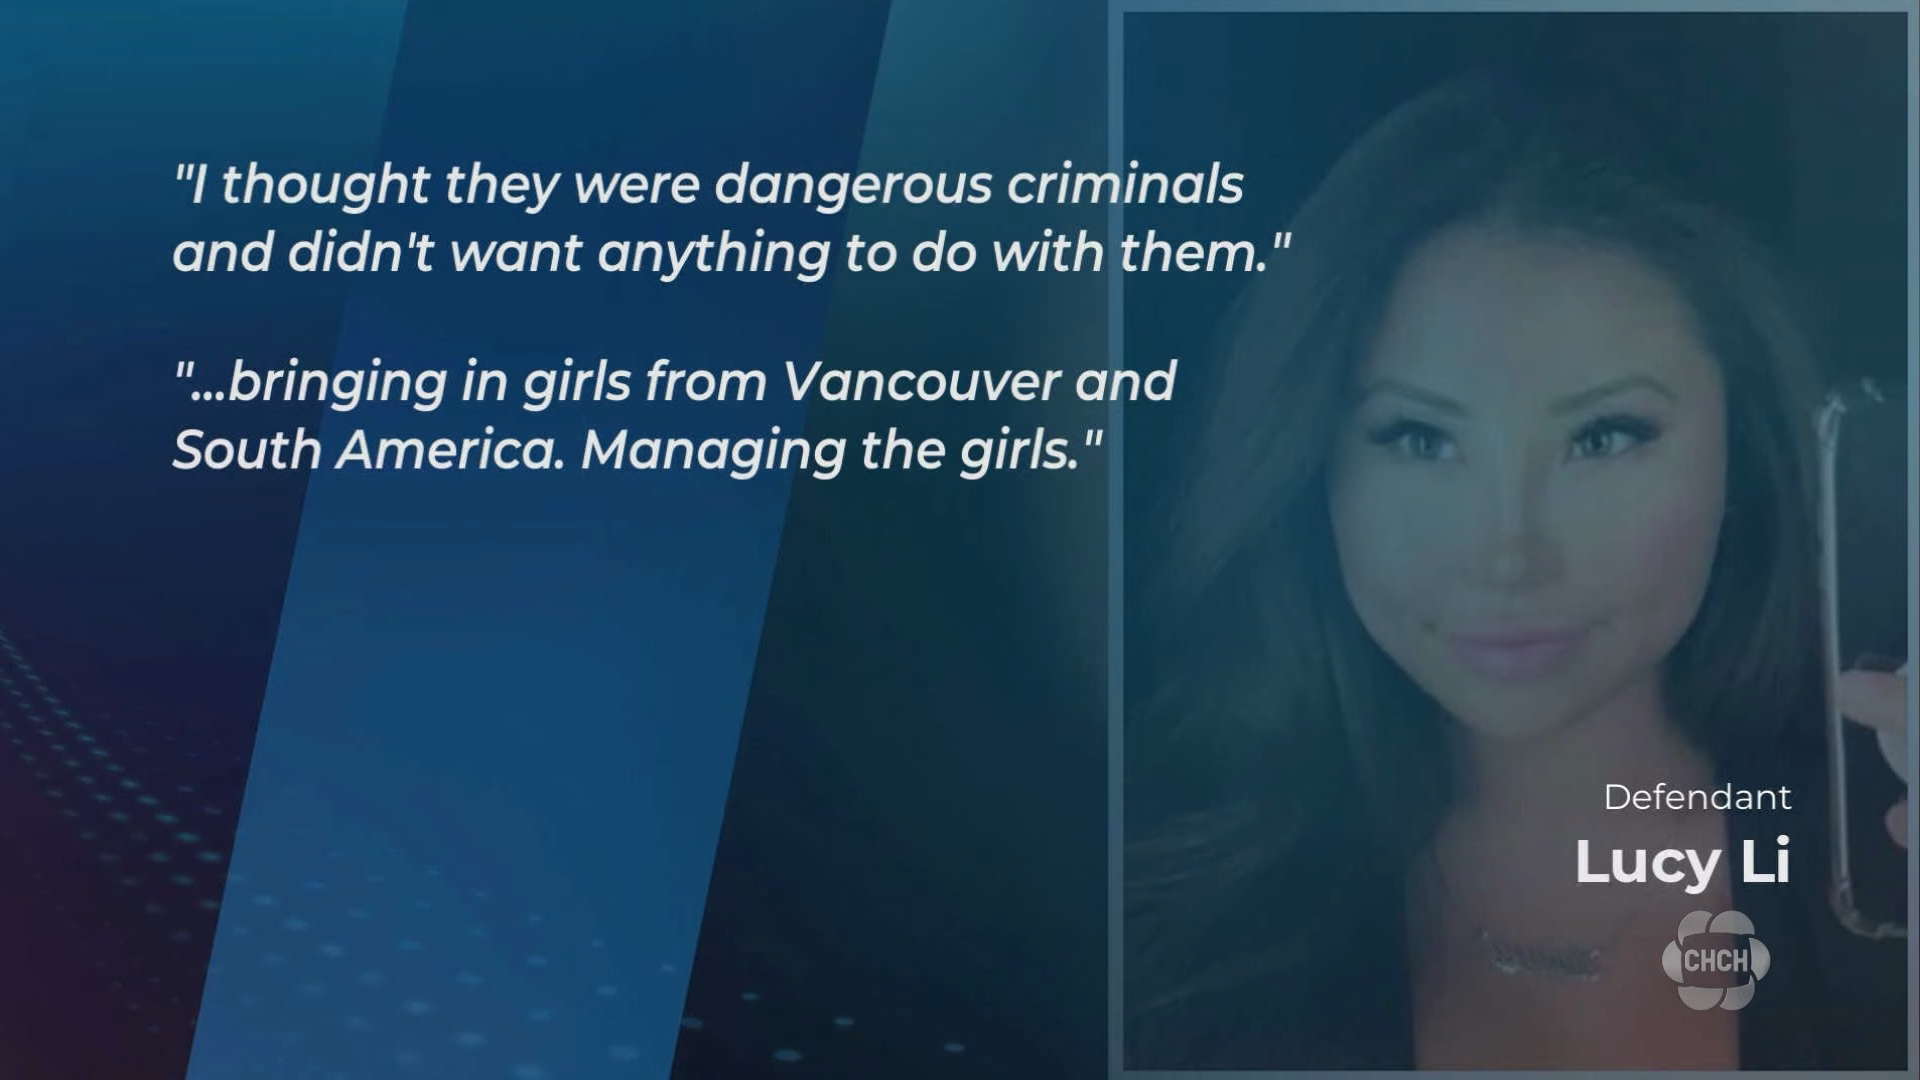 "I thought they were dangerous criminals
and didn't want anything to do with them."
"...bringing in girls from Vancouver and
South America. Managing the girls."
Defendant
Lucy Li
CHCH